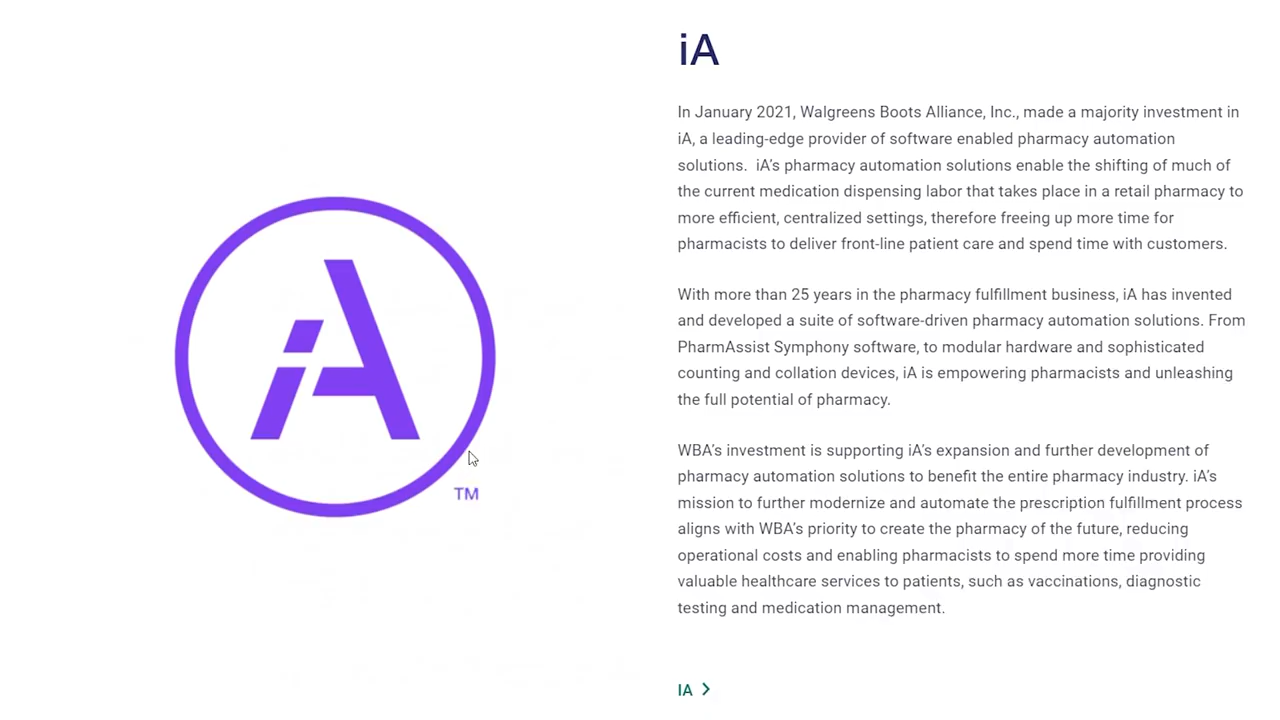 iA
TM
iA
In January 2021, Walgreens Boots Alliance, Inc., made a majority investment in
iA, a leading-edge provider of software enabled pharmacy automation
solutions.  iA’s pharmacy automation solutions enable the shifting of much of
the current medication dispensing labor that takes place in a retail pharmacy to
more efficient, centralized settings, therefore freeing up more time for
pharmacists to deliver front-line patient care and spend time with customers.
With more than 25 years in the pharmacy fulfillment business, iA has invented
and developed a suite of software-driven pharmacy automation solutions. From
PharmAssist Symphony software, to modular hardware and sophisticated
counting and collation devices, iA is empowering pharmacists and unleashing
the full potential of pharmacy.
WBA’s investment is supporting iA’s expansion and further development of
pharmacy automation solutions to benefit the entire pharmacy industry. iA’s
mission to further modernize and automate the prescription fulfillment process
aligns with WBA’s priority to create the pharmacy of the future, reducing
operational costs and enabling pharmacists to spend more time providing
valuable healthcare services to patients, such as vaccinations, diagnostic
testing and medication management.
IA